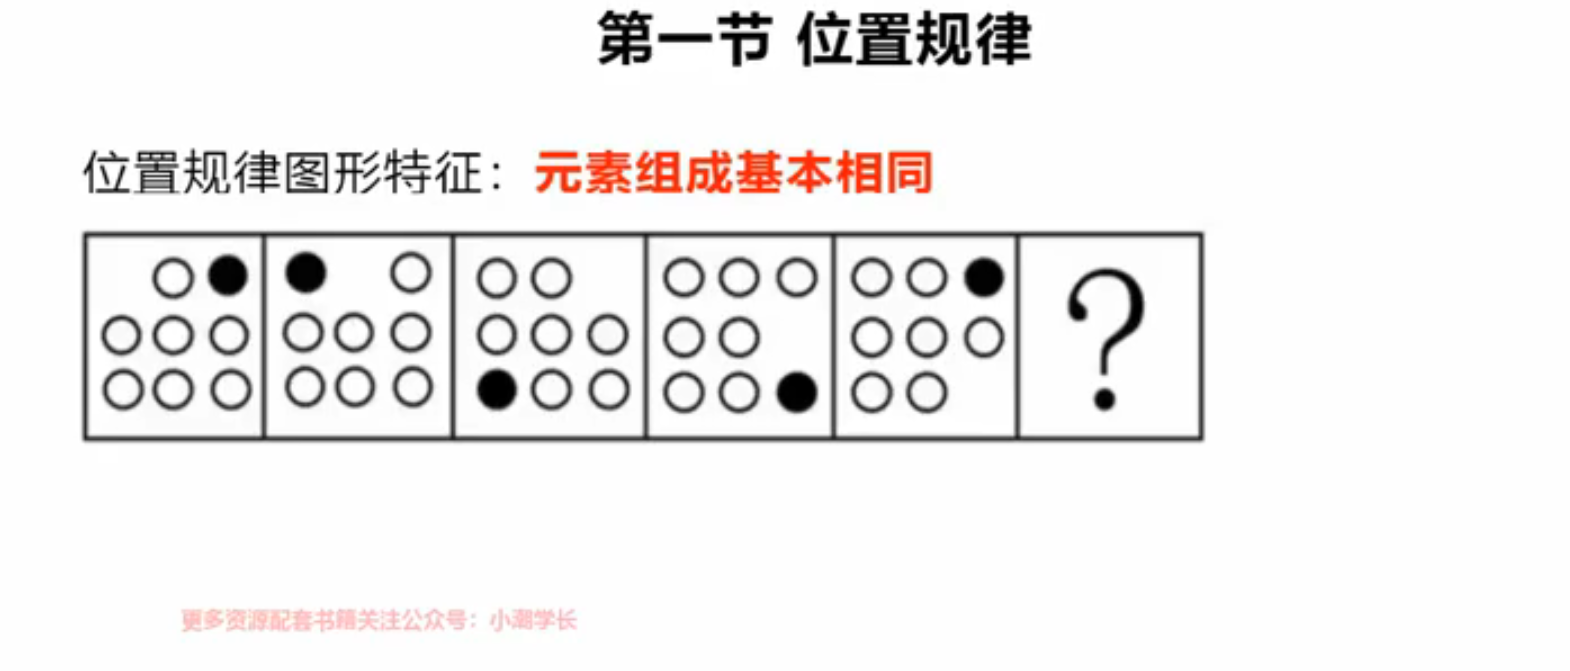 第一节 位置规律
位置规律图形特征：元素组成基本相同
?
更多资源配套书籍关注公众号：小潮学长